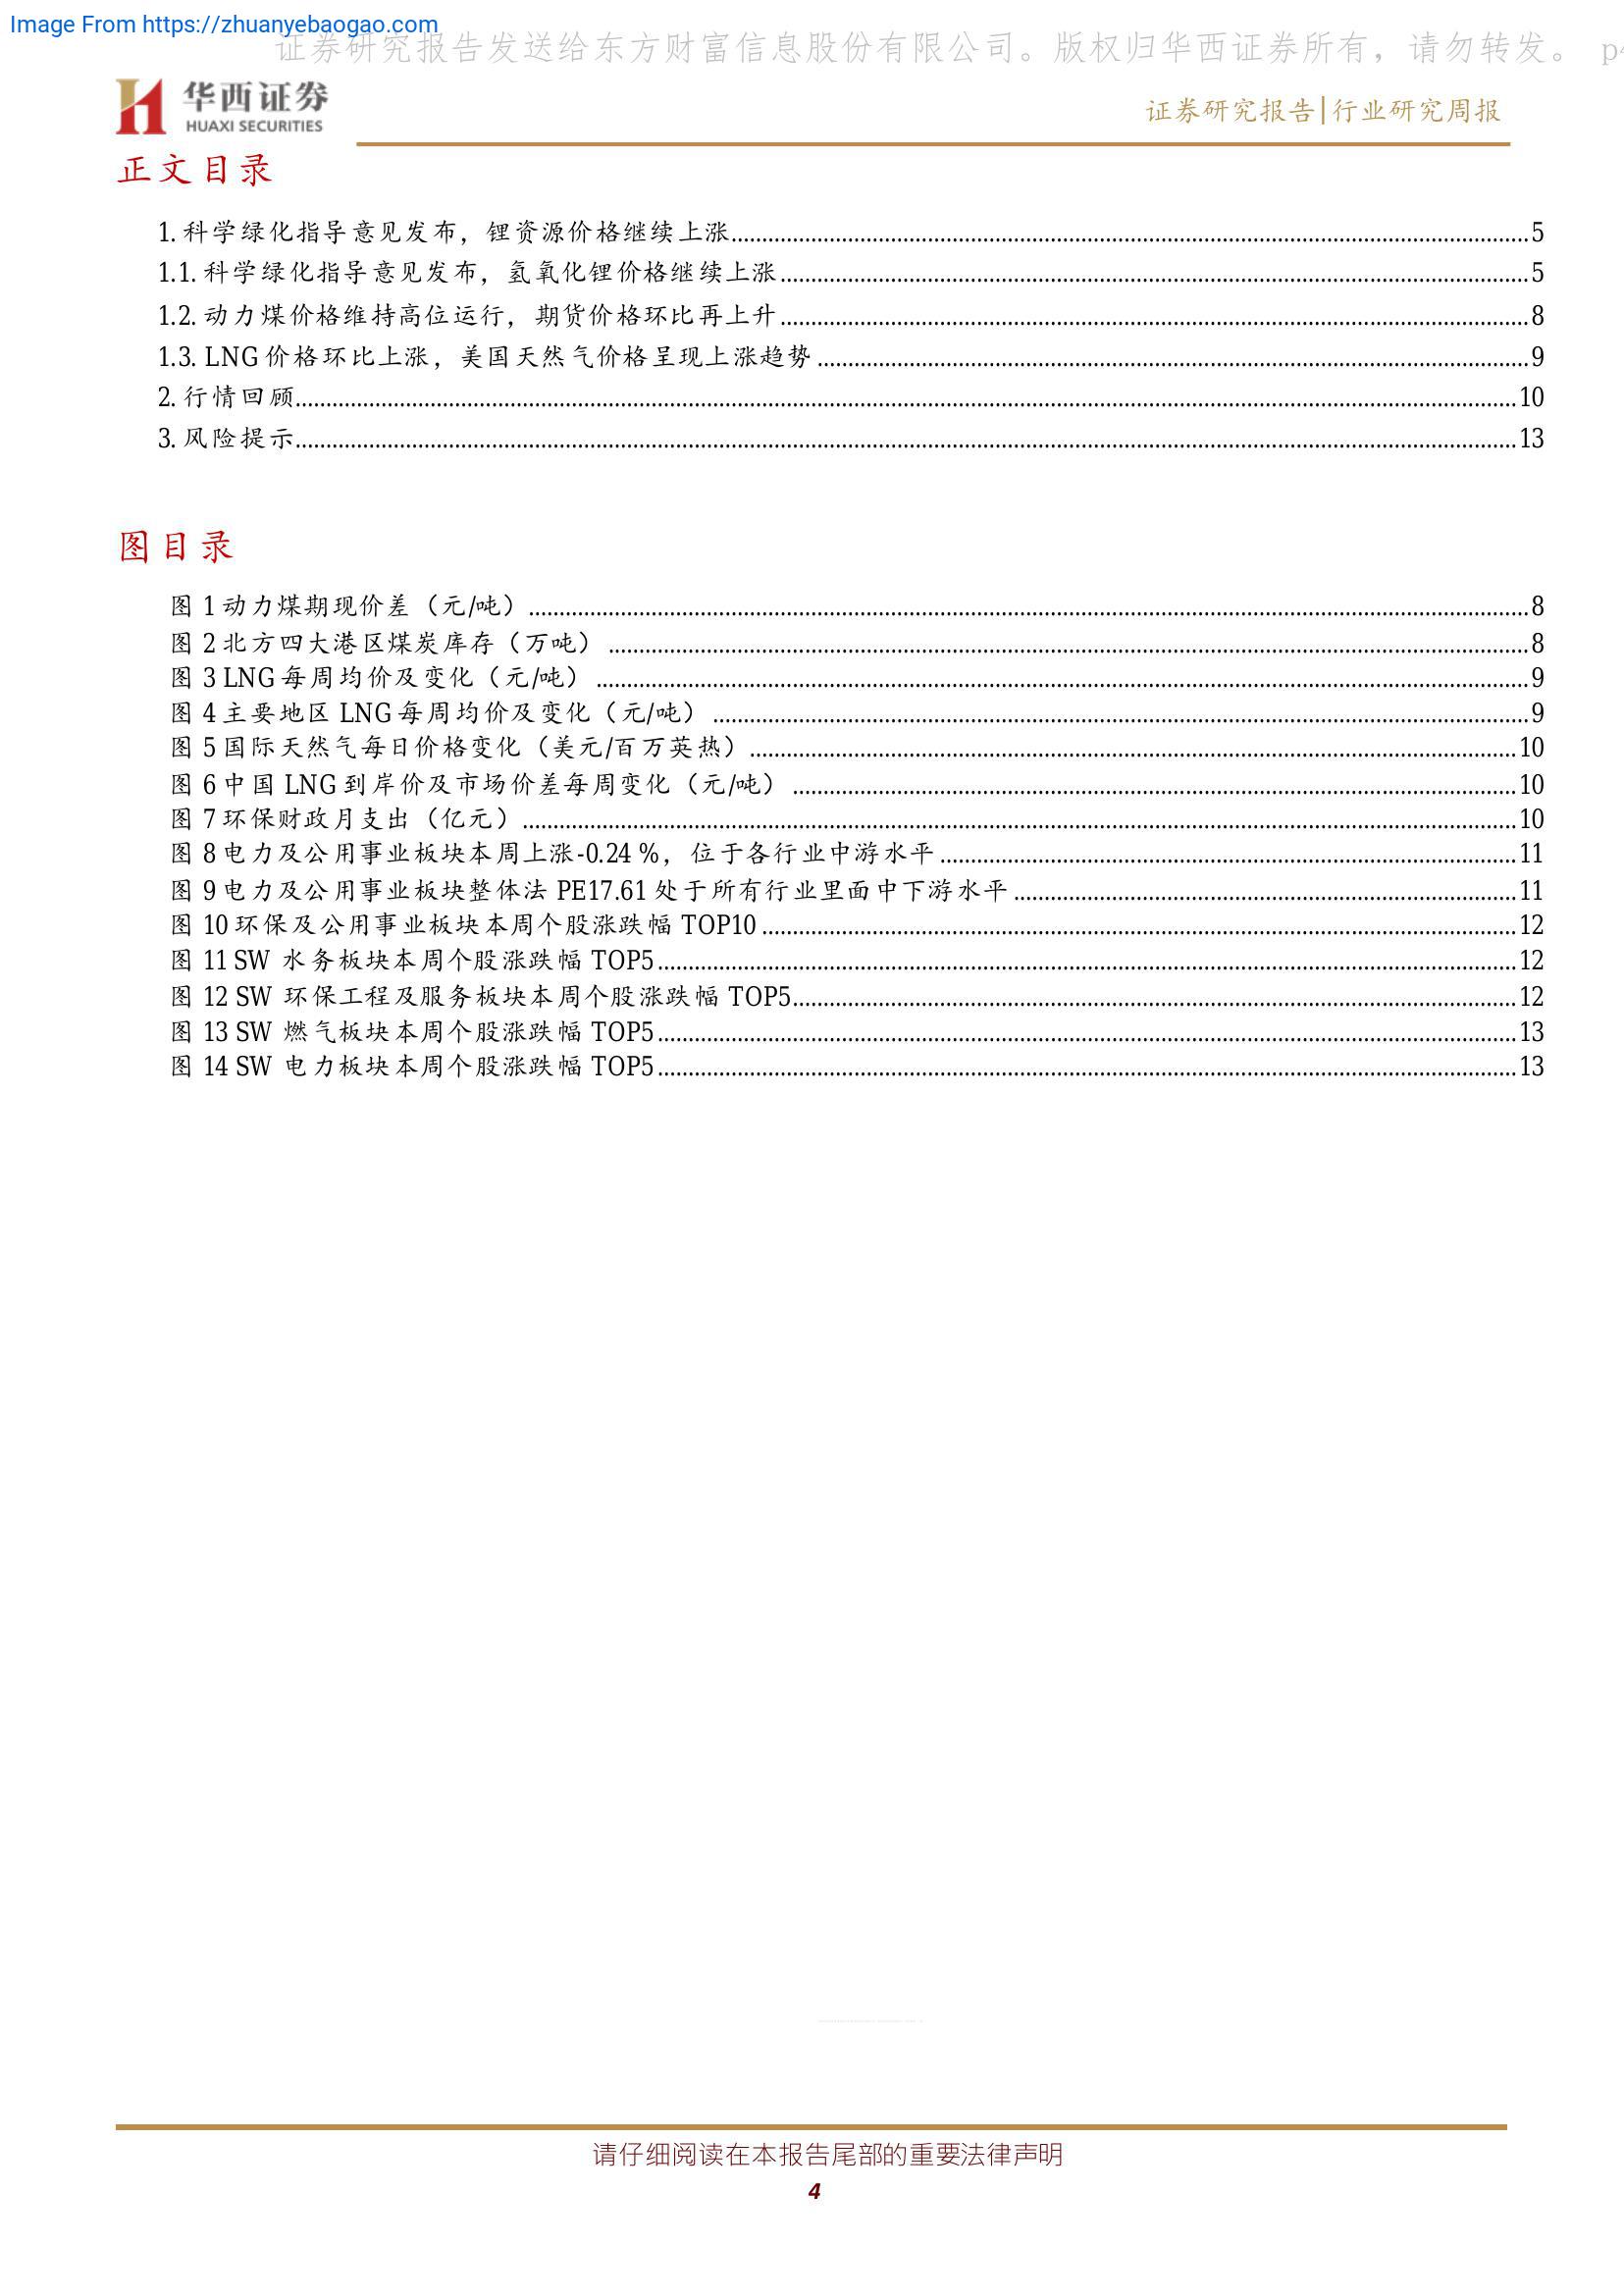 Image From https://zhuanyebaogao.com
证券研究报告发送给东方财富信息股份有限公司。版权归华西证券所有，请勿转发。 p4
华西证券
HUAXI SECURITIES
证券研究报告|行业研究周报
正文目录
1. 科学绿化指导意见发布，锂资源价格继续上涨....................5
1.1. 科学绿化指导意见发布，氢氧化锂价格继续上涨....................5
1.2. 动力煤价格维持高位运行，期货价格环比再上升....................8
1.3. LNG 价格环比上涨，美国天然气价格呈现上涨趋势....................9
2. 行情回顾....................10
3. 风险提示....................13
图目录
图 1 动力煤期现价差（元/吨）....................8
图 2 北方四大港区煤炭库存（万吨）....................8
图 3 LNG 每周均价及变化（元/吨）....................9
图 4 主要地区 LNG 每周均价及变化（元/吨）....................9
图 5 国际天然气每日价格变化（美元/百万英热）....................10
图 6 中国 LNG 到岸价及市场价差每周变化（元/吨）....................10
图 7 环保财政月支出（亿元）....................10
图 8 电力及公用事业板块本周上涨-0.24 %，位于各行业中游水平....................11
图 9 电力及公用事业板块整体法 PE17.61 处于所有行业里面中下游水平....................11
图 10 环保及公用事业板块本周个股涨跌幅 TOP10....................12
图 11 SW 水务板块本周个股涨跌幅 TOP5....................12
图 12 SW 环保工程及服务板块本周个股涨跌幅 TOP5....................12
图 13 SW 燃气板块本周个股涨跌幅 TOP5....................13
图 14 SW 电力板块本周个股涨跌幅 TOP5....................13
请仔细阅读在本报告尾部的重要法律声明
4